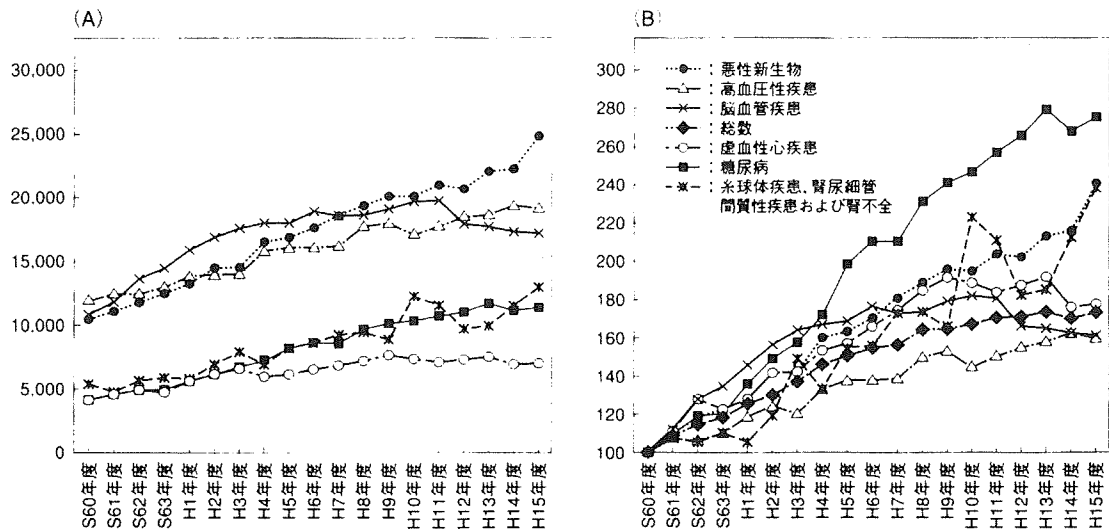 (A)
30,000
25,000
20,000
15,000
10,000
5,000
0
S60年度
S61年度
S62年度
S63年度
H1年度
H2年度
H3年度
H4年度
H5年度
H6年度
H7年度
H8年度
H9年度
H10年度
H11年度
H12年度
H13年度
H14年度
H15年度
(B)
300
280
260
240
220
200
180
160
140
120
100
:悪性新生物
:高血圧性疾患
:脳血管疾患
:総数
:虚血性心疾患
:糖尿病
:糸球体疾患、腎尿細管
間質性疾患および腎不全
S60年度
S61年度
S62年度
S63年度
H1年度
H2年度
H3年度
H4年度
H5年度
H6年度
H7年度
H8年度
H9年度
H10年度
H11年度
H12年度
H13年度
H14年度
H15年度